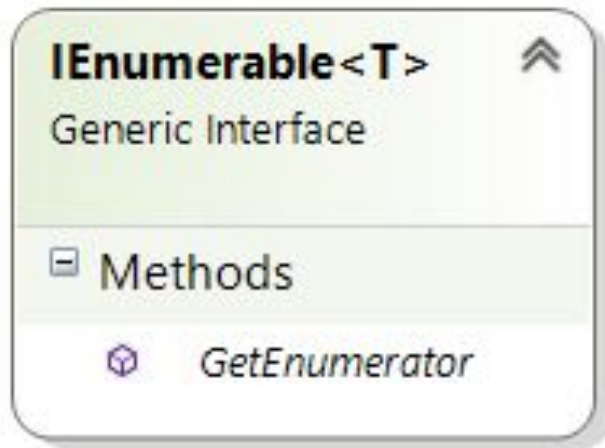 IEnumerable<T>
Generic Interface
Methods
GetEnumerator